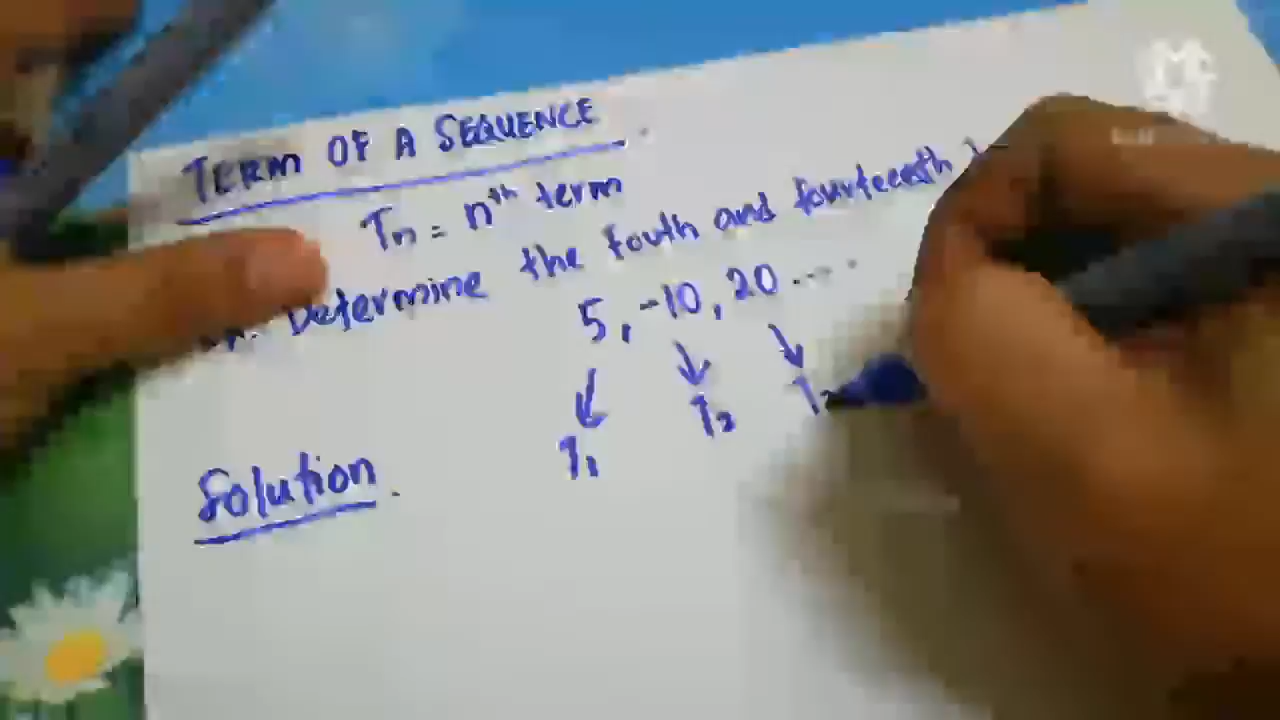 TERM OF A SEQUENCE.
Tn = nth term
Determine the fouth and fourteenth
5, -10, 20 ....
T1 T2
Solution.